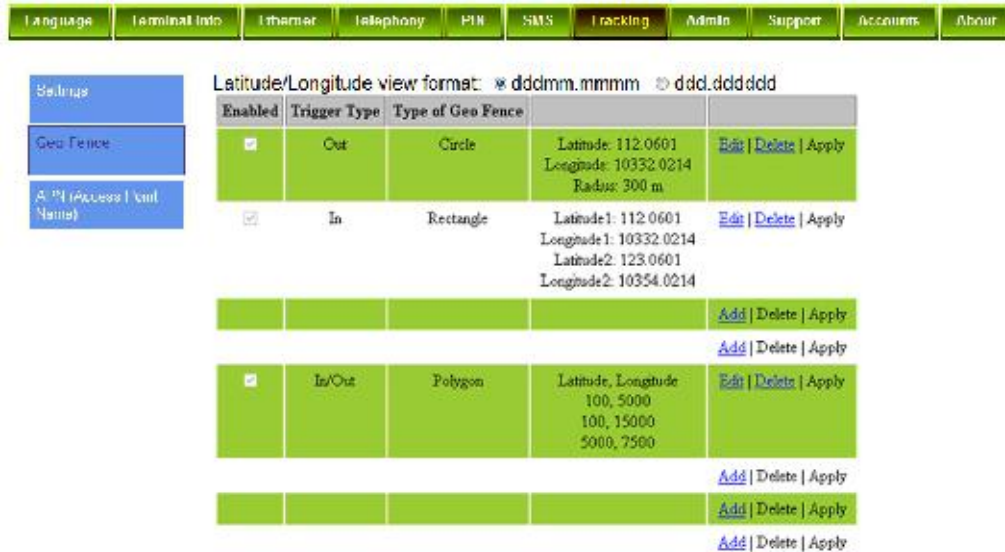 Language Terminal Info Ethernet Telephony PIN SMS Tracking Admin Support Accounts About
Settings
Geo Fence
APN (Access Point
Name)
Latitude/Longitude view format: dddmm.mmmm ddd.dddddd
Enabled Trigger Type Type of Geo Fence
Out Circle Latitude: 112.0601 Edit | Delete | Apply
Longitude: 10332.0214
Radius: 300 m
In Rectangle Latitude1: 112.0601 Edit | Delete | Apply
Longitude1: 10332.0214
Latitude2: 123.0601
Longitude2: 10354.0214
Add | Delete | Apply
Add | Delete | Apply
In/Out Polygon Latitude, Longitude Edit | Delete | Apply
100, 5000
100, 15000
5000, 7500
Add | Delete | Apply
Add | Delete | Apply
Add | Delete | Apply